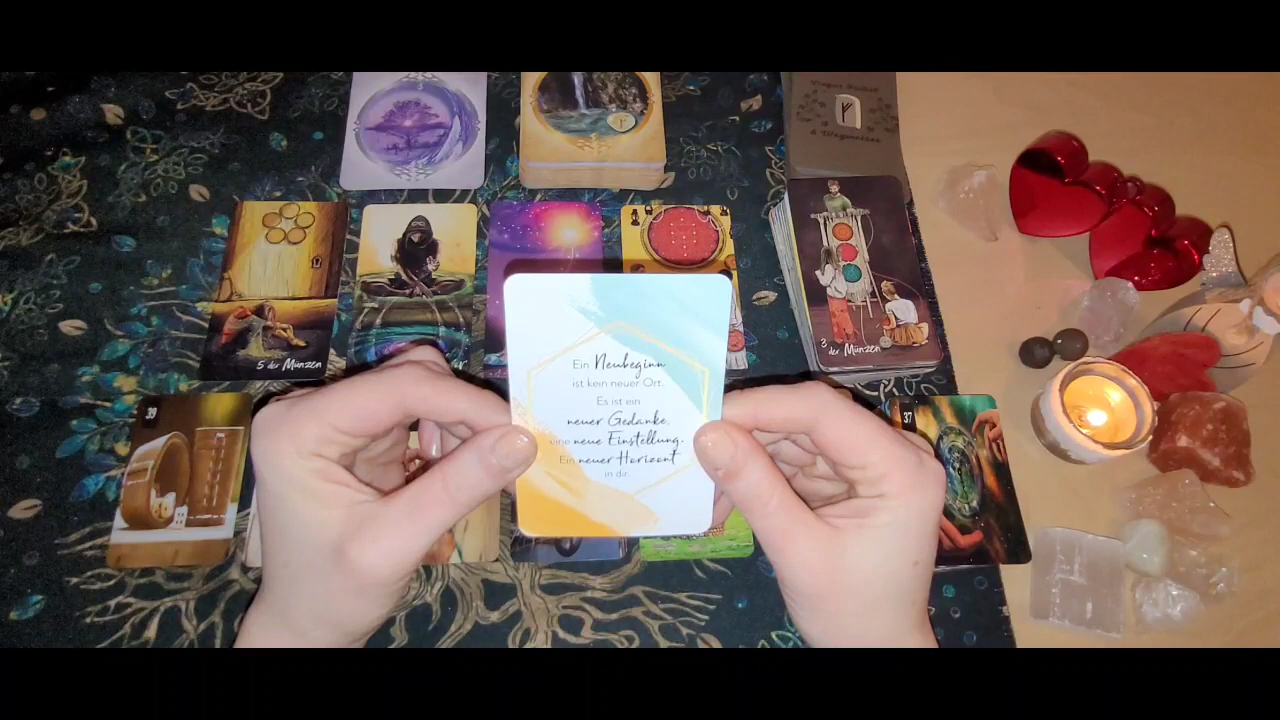 5 der Münzen
3 der Münzen
39
37
Ein Neubeginn
ist kein neuer Ort.
Es ist ein
neuer Gedanke,
eine neue Einstellung.
Ein neuer Horizont
in dir.